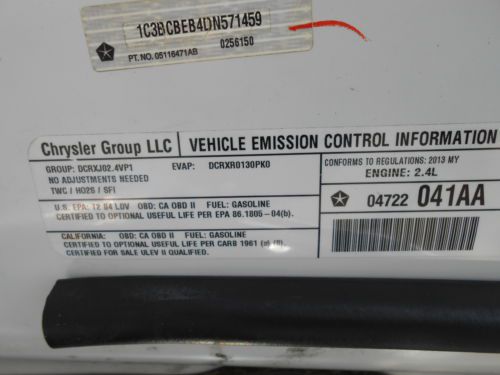 1C3BCBEB4DN571459
PT. NO. 05116471AB 0256150
Chrysler Group LLC VEHICLE EMISSION CONTROL INFORMATION
GROUP: DCRXJ02.4VP1 EVAP: DCRXR0130PK0
NO ADJUSTMENTS NEEDED
TWC / HO2S / SFI
CONFORMS TO REGULATIONS: 2013 MY
ENGINE: 2.4L
04722 041AA
U.S. EPA: T2 B4 LDV OBD: CA OBD II FUEL: GASOLINE
CERTIFIED TO OPTIONAL USEFUL LIFE PER EPA 86.1805-04(b).
CALIFORNIA: OBD: CA OBD II FUEL: GASOLINE
CERTIFIED TO OPTIONAL USEFUL LIFE PER CARB 1961 (a) (8)
CERTIFIED FOR SALE ULEV II QUALIFIED.